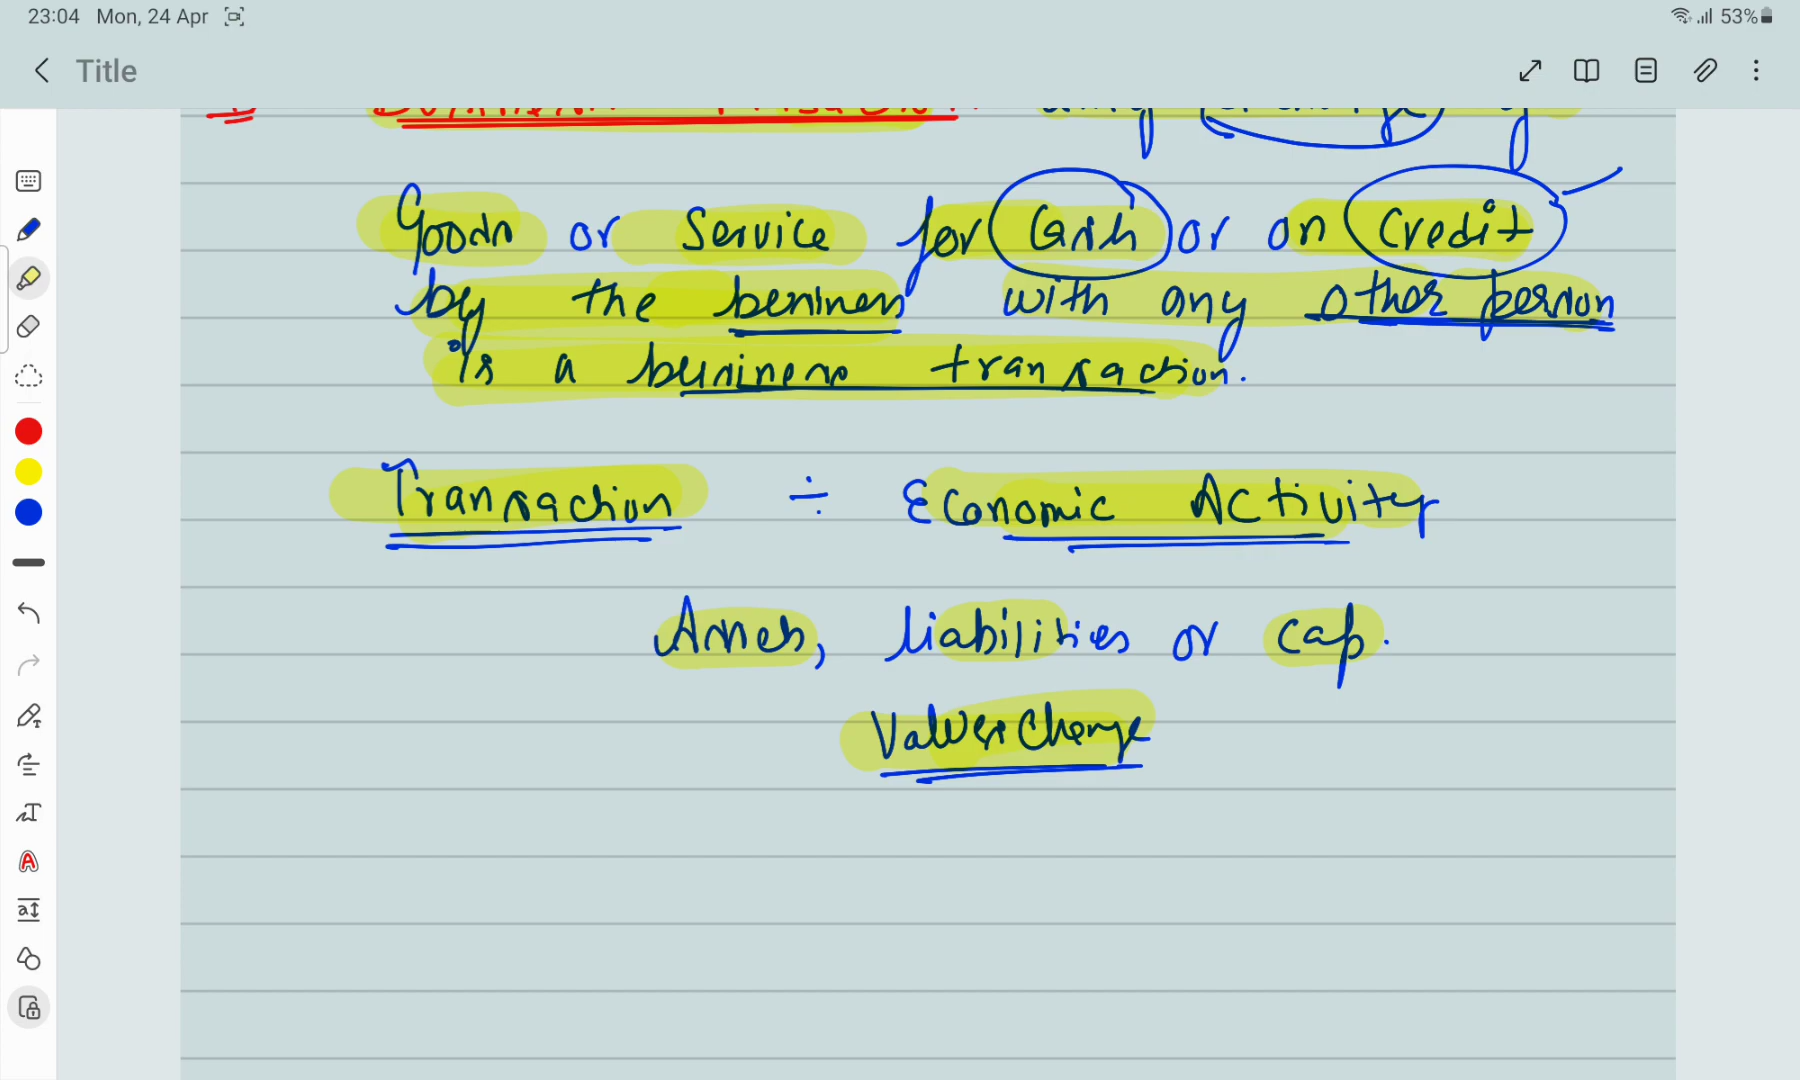 23:04 Mon, 24 Apr 53%
Title
Goods or Service for Cash or on Credit
by the business with any other person
is a business transaction.
Transaction ÷ Economic Activity
Assets, liabilities or cap.
Values Change